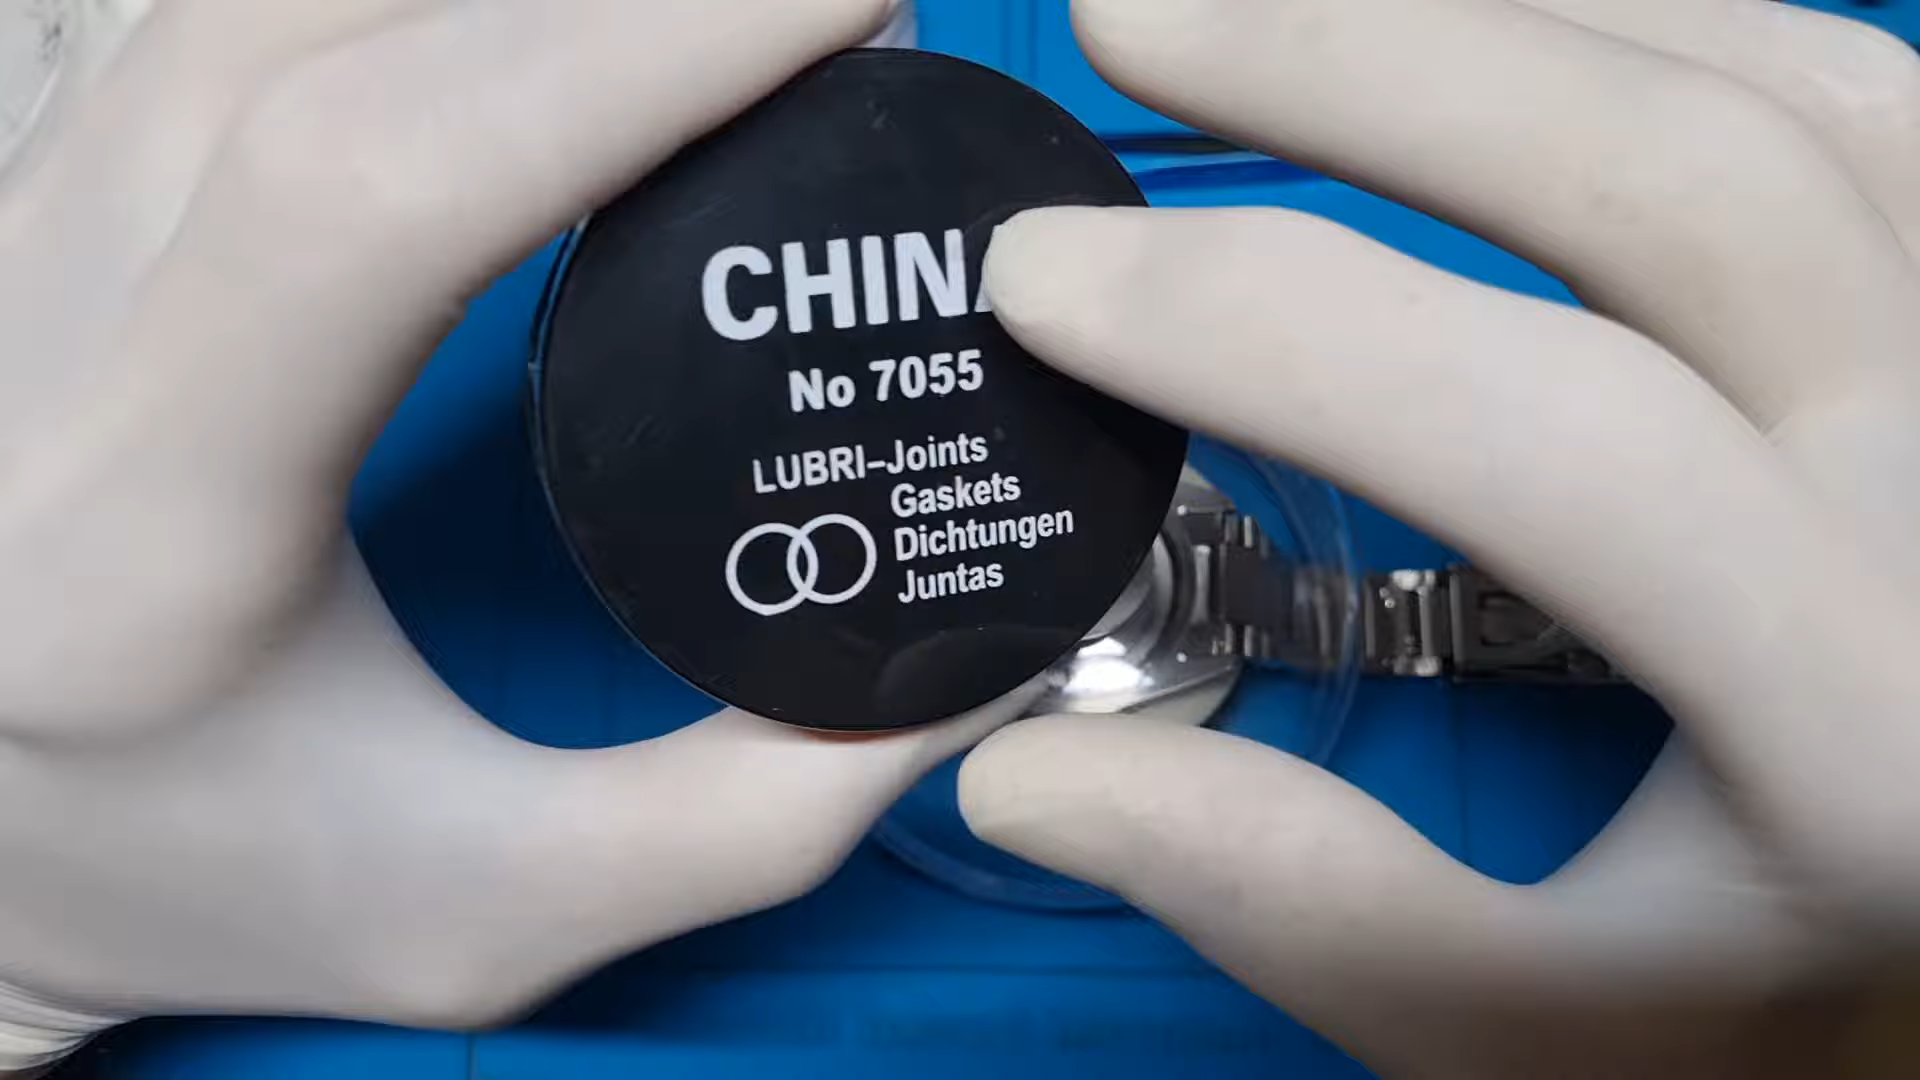 CHINA
No 7055
LUBRI-Joints
Gaskets
Dichtungen
Juntas